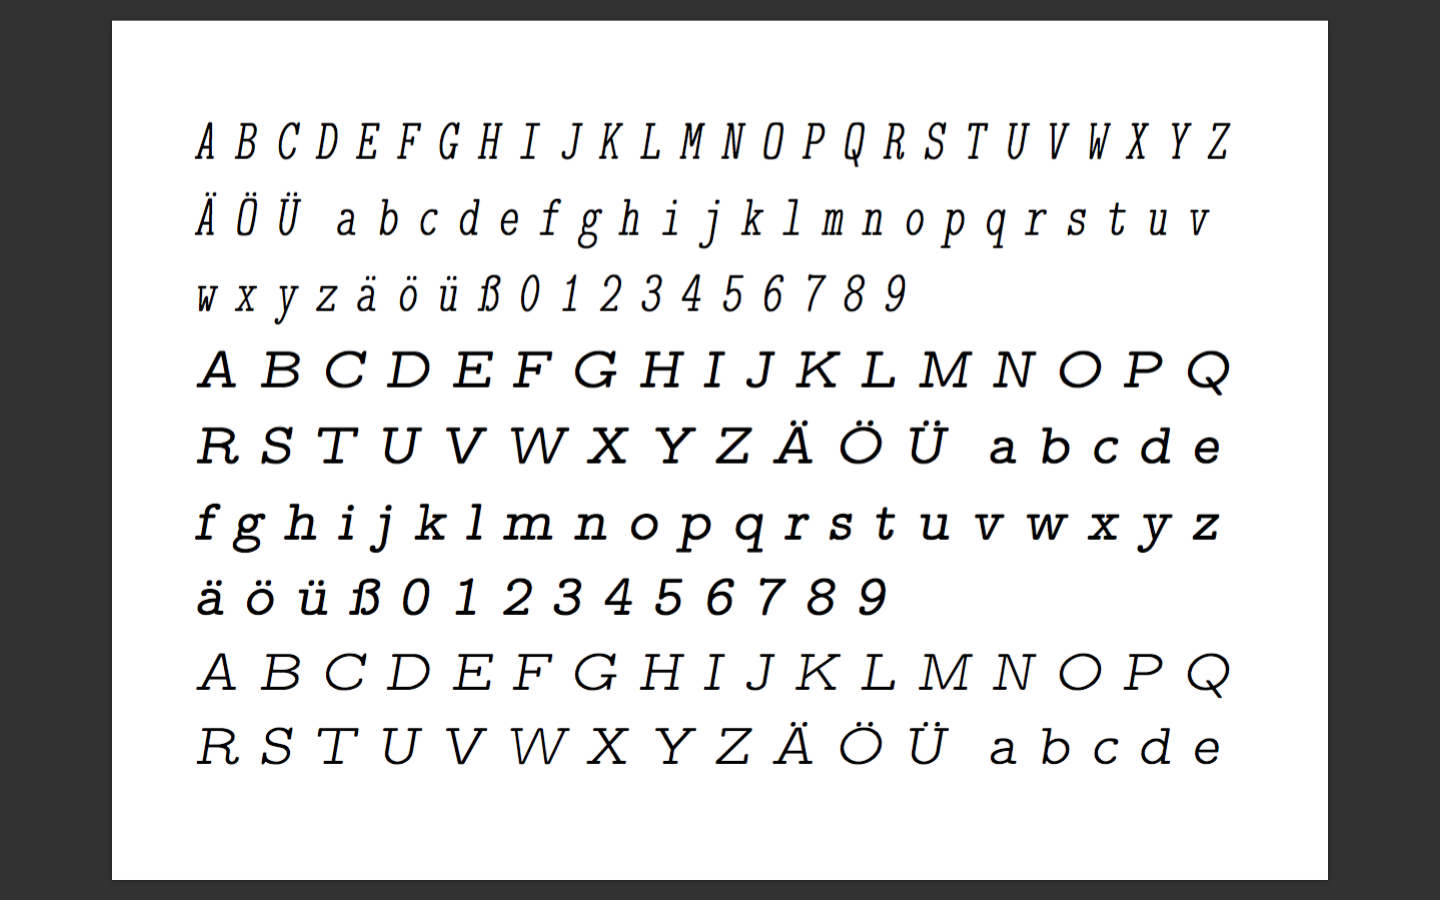 A B C D E F G H I J K L M N O P Q R S T U V W X Y Z
Ä Ö Ü a b c d e f g h i j k l m n o p q r s t u v
w x y z ä ö ü ß 0 1 2 3 4 5 6 7 8 9
A B C D E F G H I J K L M N O P Q
R S T U V W X Y Z Ä Ö Ü a b c d e
f g h i j k l m n o p q r s t u v w x y z
ä ö ü ß 0 1 2 3 4 5 6 7 8 9
A B C D E F G H I J K L M N O P Q
R S T U V W X Y Z Ä Ö Ü a b c d e